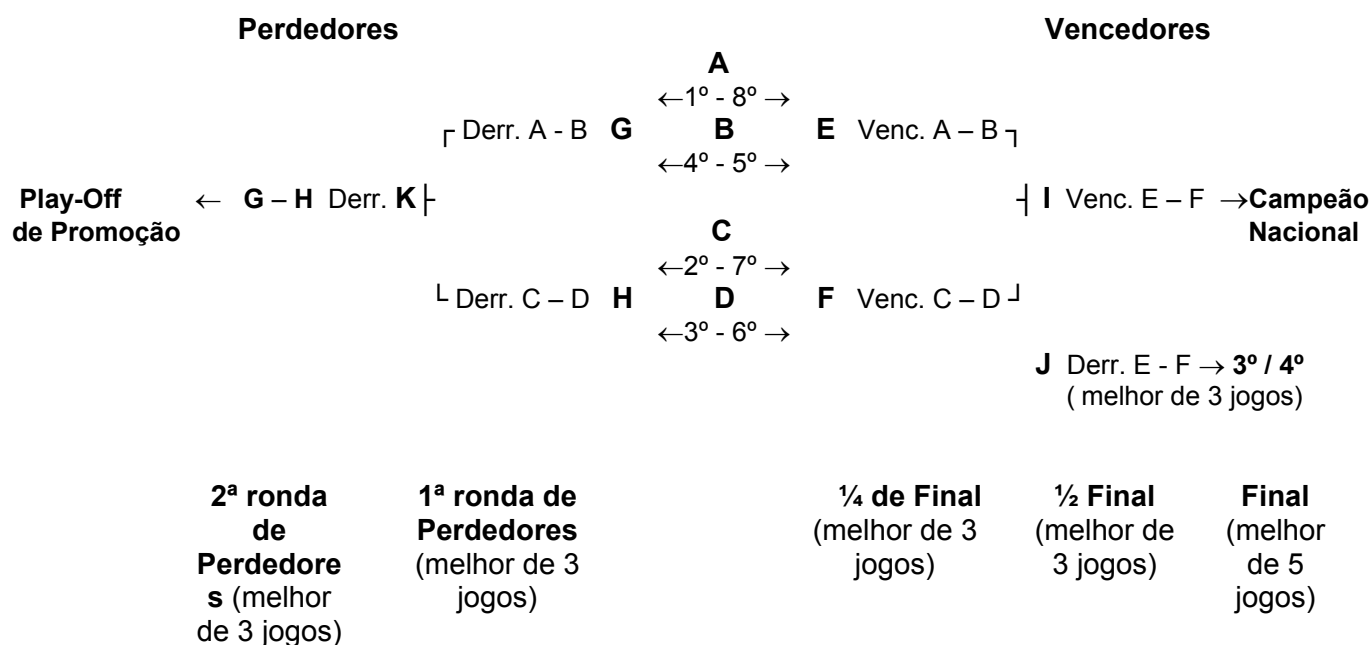 Perdedores Vencedores
A
←1º - 8º →
┌ Derr. A - B G B E Venc. A – B ┐
←4º - 5º →
Play-Off ← G – H Derr. K ├ ┤ I Venc. E – F →Campeão
de Promoção C Nacional
←2º - 7º →
└ Derr. C – D H D F Venc. C – D ┘
←3º - 6º →
J Derr. E - F → 3º / 4º
( melhor de 3 jogos)
2ª ronda 1ª ronda de ¼ de Final ½ Final Final
de Perdedores (melhor de 3 (melhor de (melhor
Perdedore (melhor de 3 jogos) 3 jogos) de 5
s (melhor jogos) jogos)
de 3 jogos)